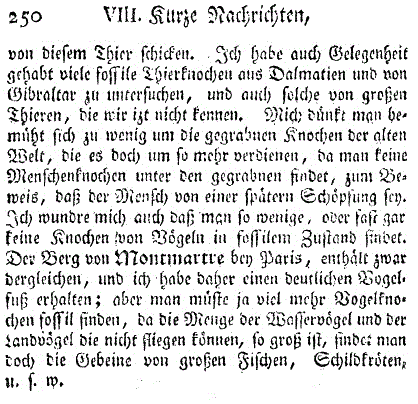 250 VIII. Kurze Nachrichten,
von diesem Thier schicken. Ich habe auch Gelegenheit
gehabt viele fossile Thierknochen aus Dalmatien und von
Gibraltar zu untersuchen, und auch solche von großen
Thieren, die wir izt nicht kennen. Mich dünkt man be-
müht sich zu wenig um die gegrabnen Knochen der alten
Welt, die es doch um so mehr verdienen, da man keine
Menschenknochen unter den gegrabnen findet, zum Be-
weis, daß der Mensch von einer spätern Schöpfung sey.
Ich wundre mich auch daß man so wenige, oder fast gar
keine Knochen von Vögeln in fossilem Zustand findet.
Der Berg von Montmartre bey Paris, enthält zwar
dergleichen, und ich habe daher einen deutlichen Vogel-
fuß erhalten; aber man müste ja viel mehr Vogelkno-
chen fossil finden, da die Menge der Wasservögel und der
Landvögel die nicht fliegen können, so groß ist, findet man
doch die Gebeine von großen Fischen, Schildkröten,
u. s. w.